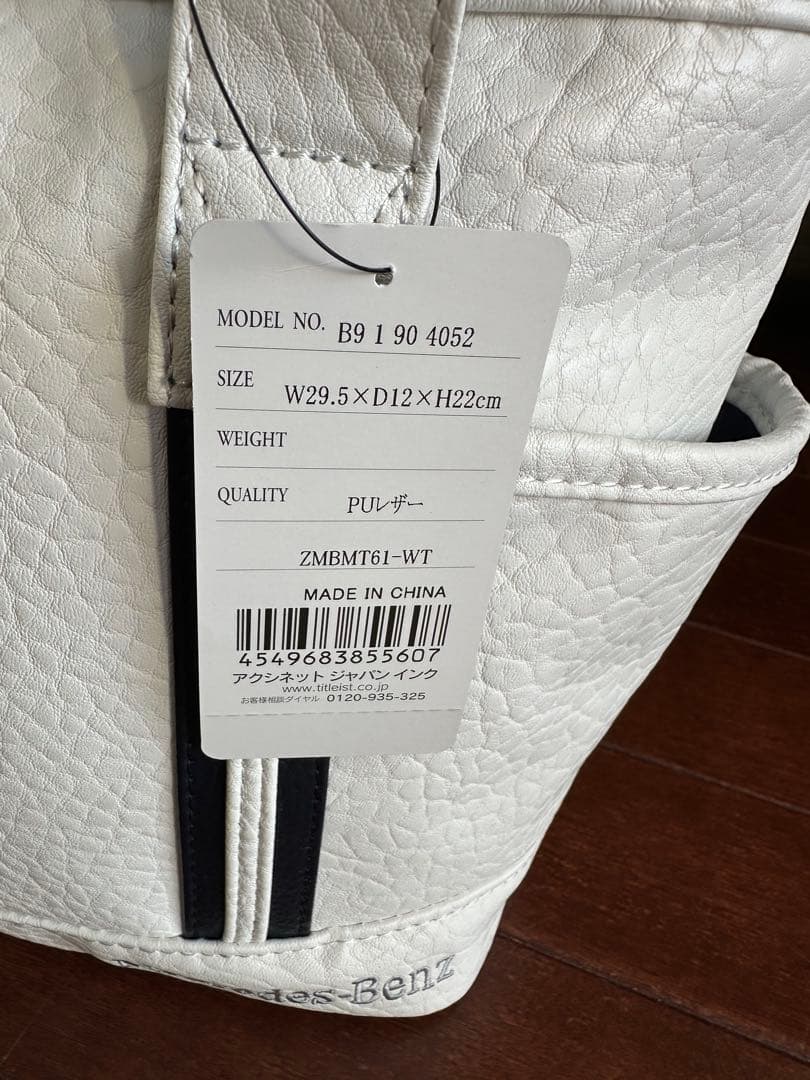 MODEL NO. B9 1 90 4052
SIZE W29.5×D12×H22cm
WEIGHT
QUALITY PUレザー
ZMBMT61-WT
MADE IN CHINA
4549683855607
アクシネット ジャパン インク
www.titleist.co.jp
お客様相談ダイヤル 0120-935-325
Mercedes-Benz